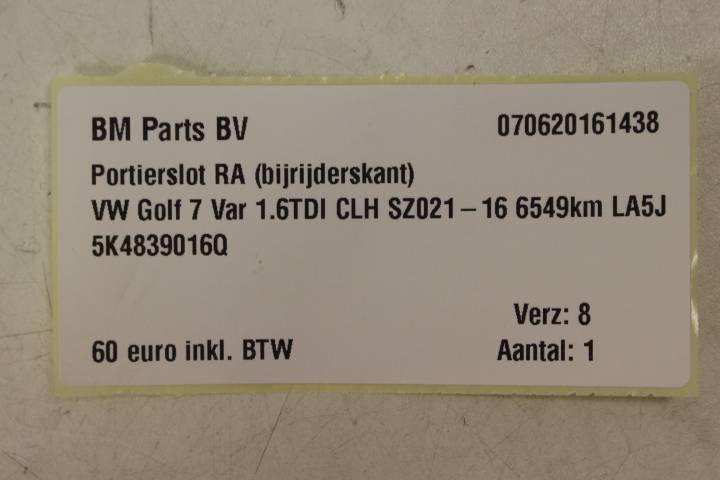 BM Parts BV 070620161438
Portierslot RA (bijrijderskant)
VW Golf 7 Var 1.6TDI CLH SZ021-16 6549km LA5J
5K4839016Q
Verz: 8
60 euro inkl. BTW Aantal: 1